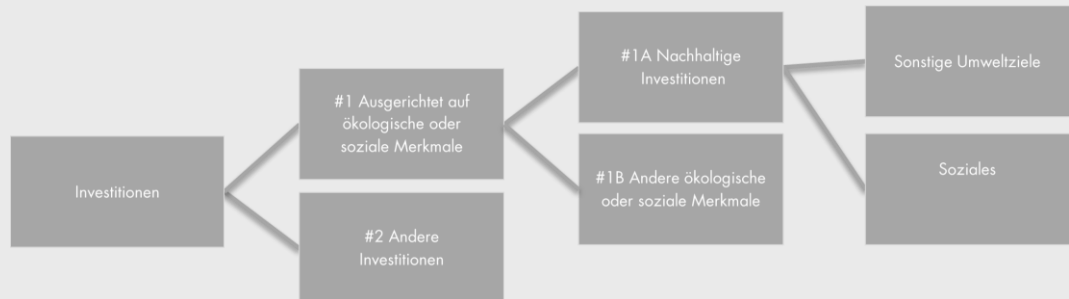 Investitionen
#1 Ausgerichtet auf
ökologische oder
soziale Merkmale
#2 Andere
Investitionen
#1A Nachhaltige
Investitionen
#1B Andere ökologische
oder soziale Merkmale
Sonstige Umweltziele
Soziales